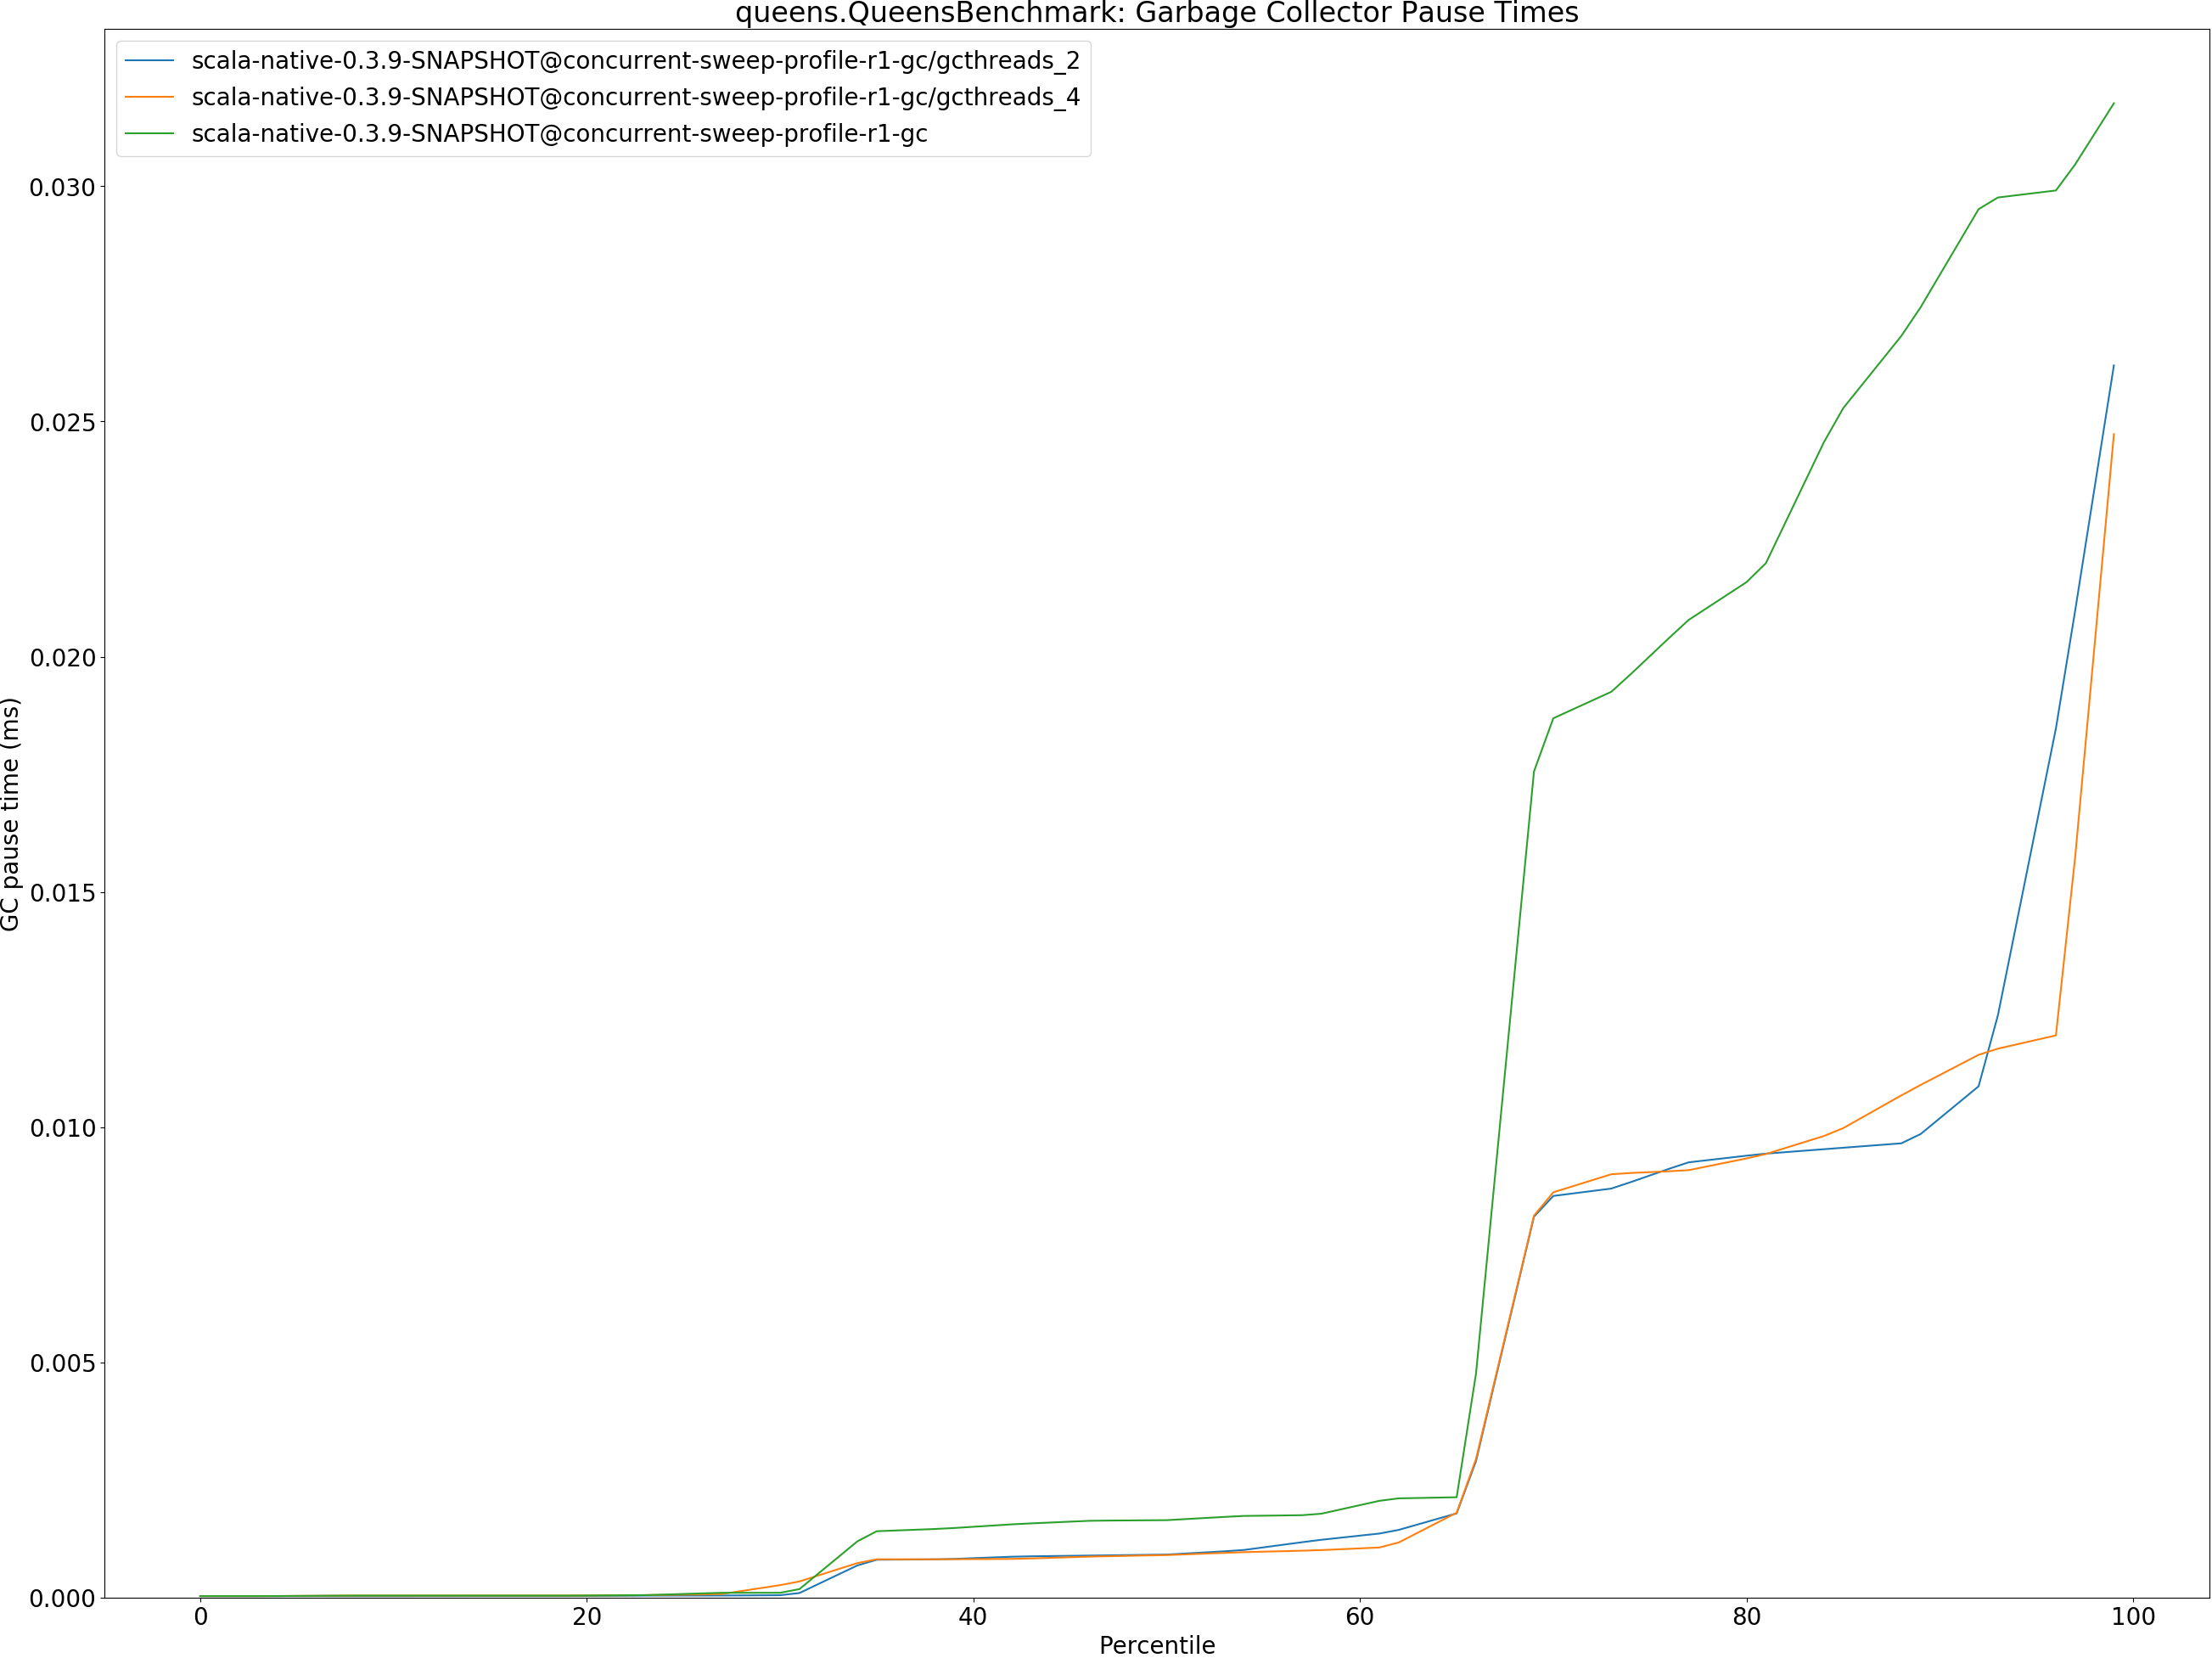 queens.QueensBenchmark: Garbage Collector Pause Times
scala-native-0.3.9-SNAPSHOT@concurrent-sweep-profile-r1-gc/gcthreads_2
scala-native-0.3.9-SNAPSHOT@concurrent-sweep-profile-r1-gc/gcthreads_4
scala-native-0.3.9-SNAPSHOT@concurrent-sweep-profile-r1-gc
GC pause time (ms)
0.030
0.025
0.020
0.015
0.010
0.005
0.000
0 20 40 60 80 100
Percentile